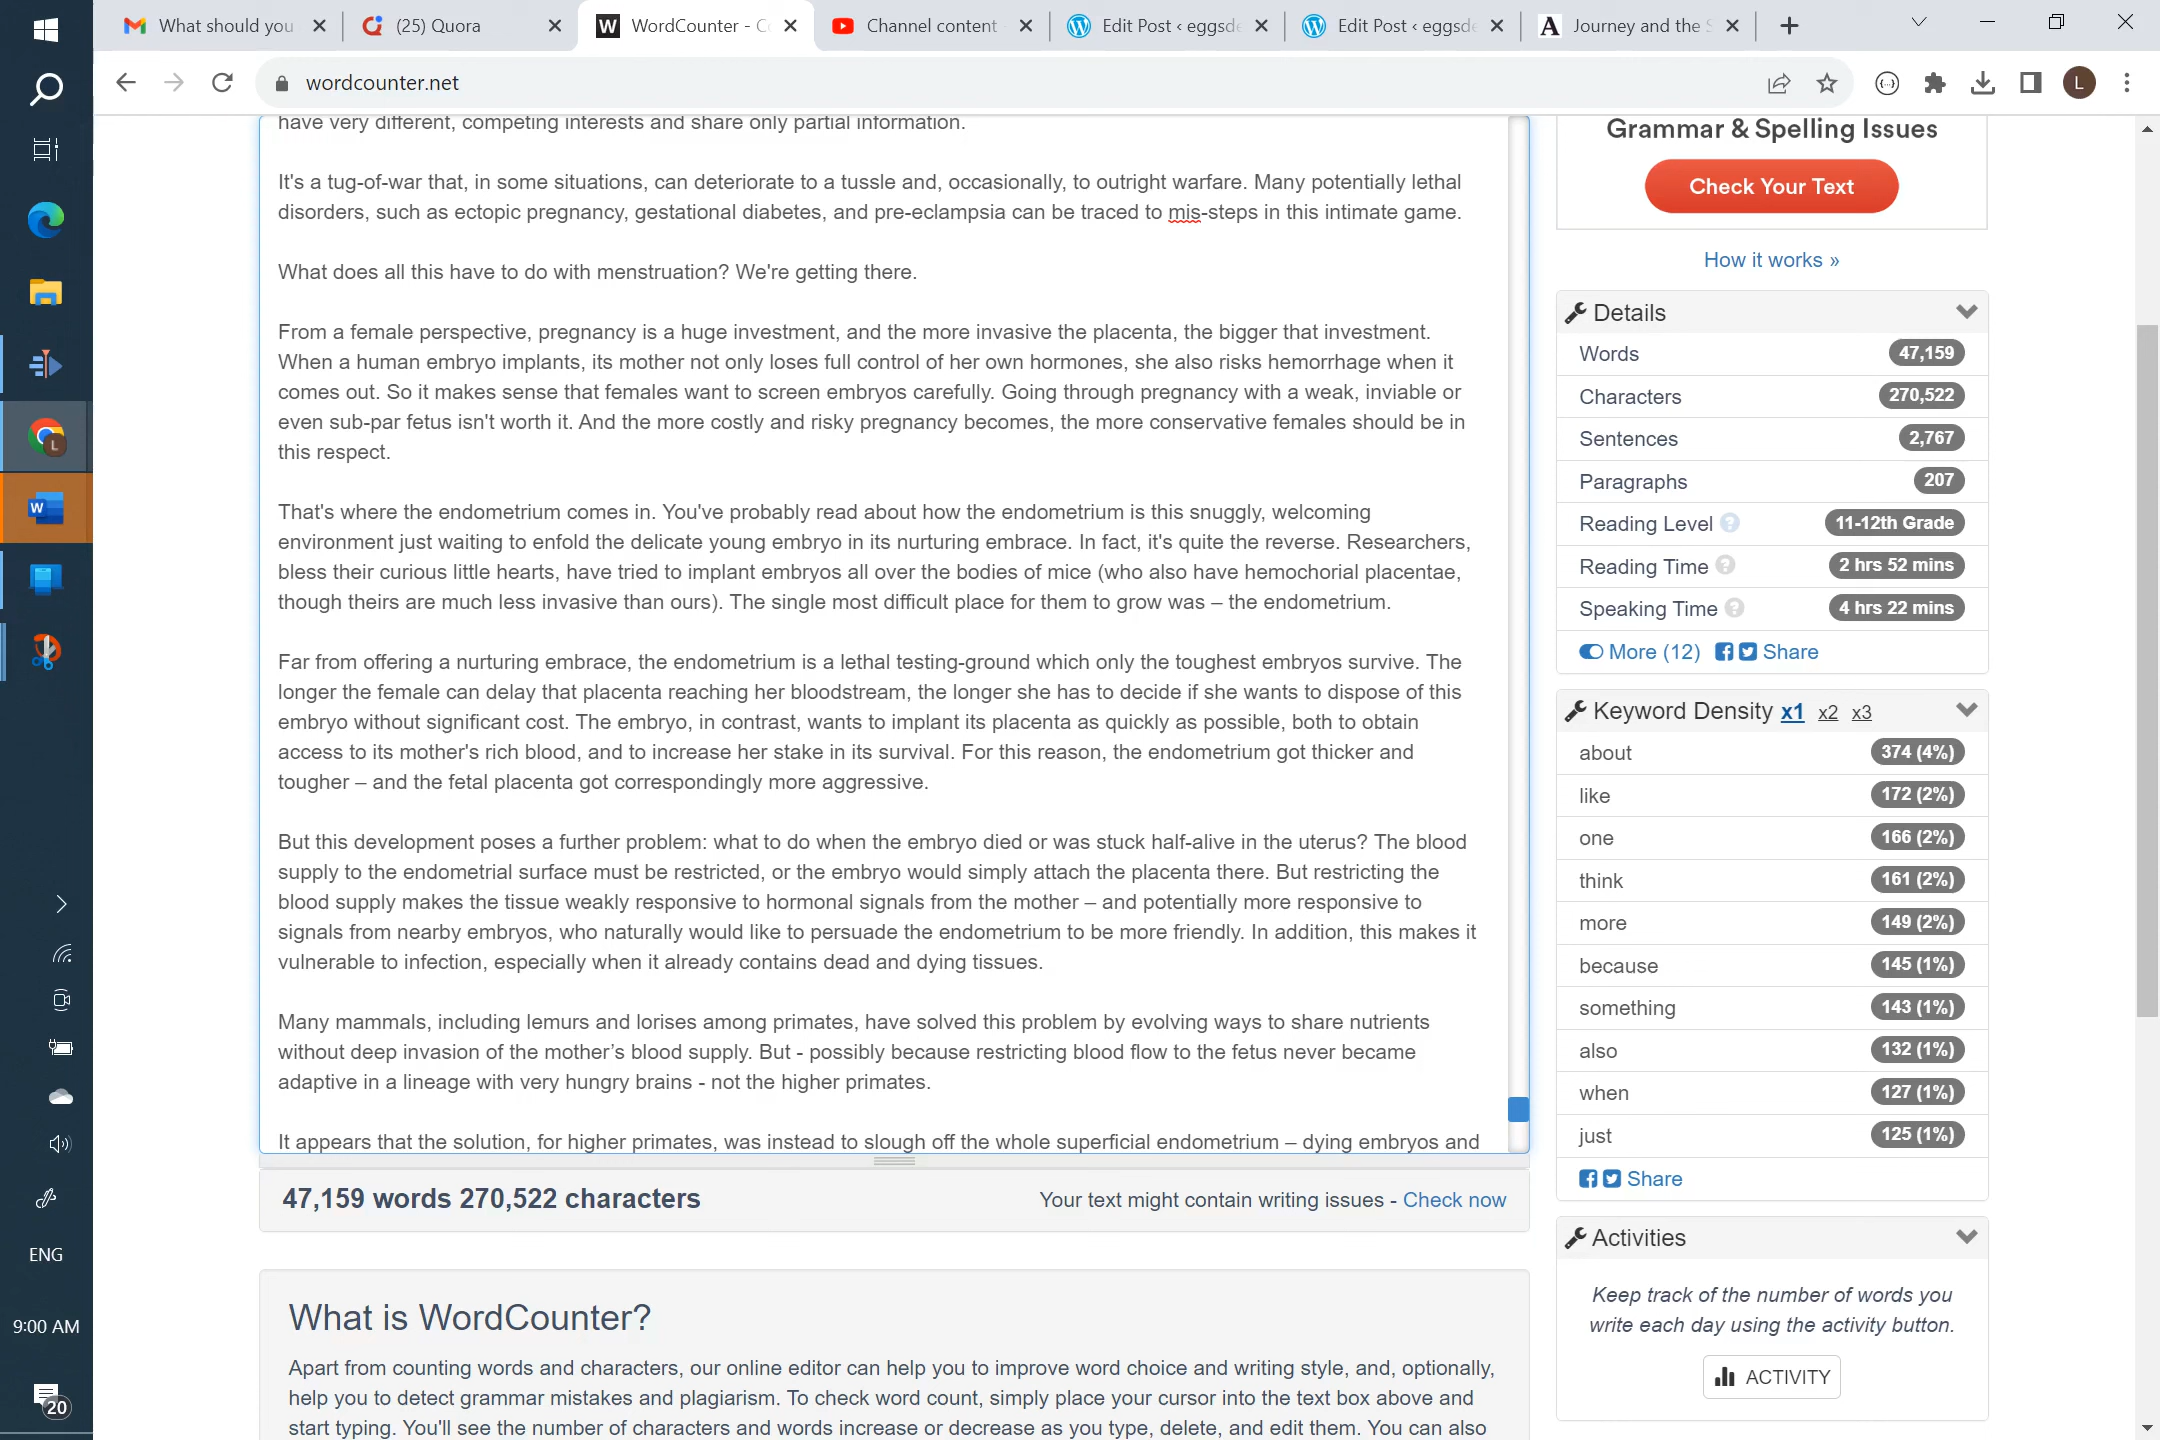 What should you
(25) Quora
WordCounter - Co
Channel content
Edit Post ‹ eggsde
Edit Post ‹ eggsde
Journey and the S
wordcounter.net
L
have very different, competing interests and share only partial information.
It's a tug-of-war that, in some situations, can deteriorate to a tussle and, occasionally, to outright warfare. Many potentially lethal
disorders, such as ectopic pregnancy, gestational diabetes, and pre-eclampsia can be traced to mis-steps in this intimate game.
What does all this have to do with menstruation? We're getting there.
From a female perspective, pregnancy is a huge investment, and the more invasive the placenta, the bigger that investment.
When a human embryo implants, its mother not only loses full control of her own hormones, she also risks hemorrhage when it
comes out. So it makes sense that females want to screen embryos carefully. Going through pregnancy with a weak, inviable or
even sub-par fetus isn't worth it. And the more costly and risky pregnancy becomes, the more conservative females should be in
this respect.
That's where the endometrium comes in. You've probably read about how the endometrium is this snuggly, welcoming
environment just waiting to enfold the delicate young embryo in its nurturing embrace. In fact, it's quite the reverse. Researchers,
bless their curious little hearts, have tried to implant embryos all over the bodies of mice (who also have hemochorial placentae,
though theirs are much less invasive than ours). The single most difficult place for them to grow was – the endometrium.
Far from offering a nurturing embrace, the endometrium is a lethal testing-ground which only the toughest embryos survive. The
longer the female can delay that placenta reaching her bloodstream, the longer she has to decide if she wants to dispose of this
embryo without significant cost. The embryo, in contrast, wants to implant its placenta as quickly as possible, both to obtain
access to its mother's rich blood, and to increase her stake in its survival. For this reason, the endometrium got thicker and
tougher – and the fetal placenta got correspondingly more aggressive.
But this development poses a further problem: what to do when the embryo died or was stuck half-alive in the uterus? The blood
supply to the endometrial surface must be restricted, or the embryo would simply attach the placenta there. But restricting the
blood supply makes the tissue weakly responsive to hormonal signals from the mother – and potentially more responsive to
signals from nearby embryos, who naturally would like to persuade the endometrium to be more friendly. In addition, this makes it
vulnerable to infection, especially when it already contains dead and dying tissues.
Many mammals, including lemurs and lorises among primates, have solved this problem by evolving ways to share nutrients
without deep invasion of the mother’s blood supply. But - possibly because restricting blood flow to the fetus never became
adaptive in a lineage with very hungry brains - not the higher primates.
It appears that the solution, for higher primates, was instead to slough off the whole superficial endometrium – dying embryos and
47,159 words 270,522 characters
Your text might contain writing issues - Check now
What is WordCounter?
Apart from counting words and characters, our online editor can help you to improve word choice and writing style, and, optionally,
help you to detect grammar mistakes and plagiarism. To check word count, simply place your cursor into the text box above and
start typing. You'll see the number of characters and words increase or decrease as you type, delete, and edit them. You can also
Grammar & Spelling Issues
Check Your Text
How it works »
Details
Words 47,159
Characters 270,522
Sentences 2,767
Paragraphs 207
Reading Level ? 11-12th Grade
Reading Time ? 2 hrs 52 mins
Speaking Time ? 4 hrs 22 mins
More (12) Share
Keyword Density x1 x2 x3
about 374 (4%)
like 172 (2%)
one 166 (2%)
think 161 (2%)
more 149 (2%)
because 145 (1%)
something 143 (1%)
also 132 (1%)
when 127 (1%)
just 125 (1%)
Share
Activities
Keep track of the number of words you
write each day using the activity button.
ACTIVITY
ENG
9:00 AM
20